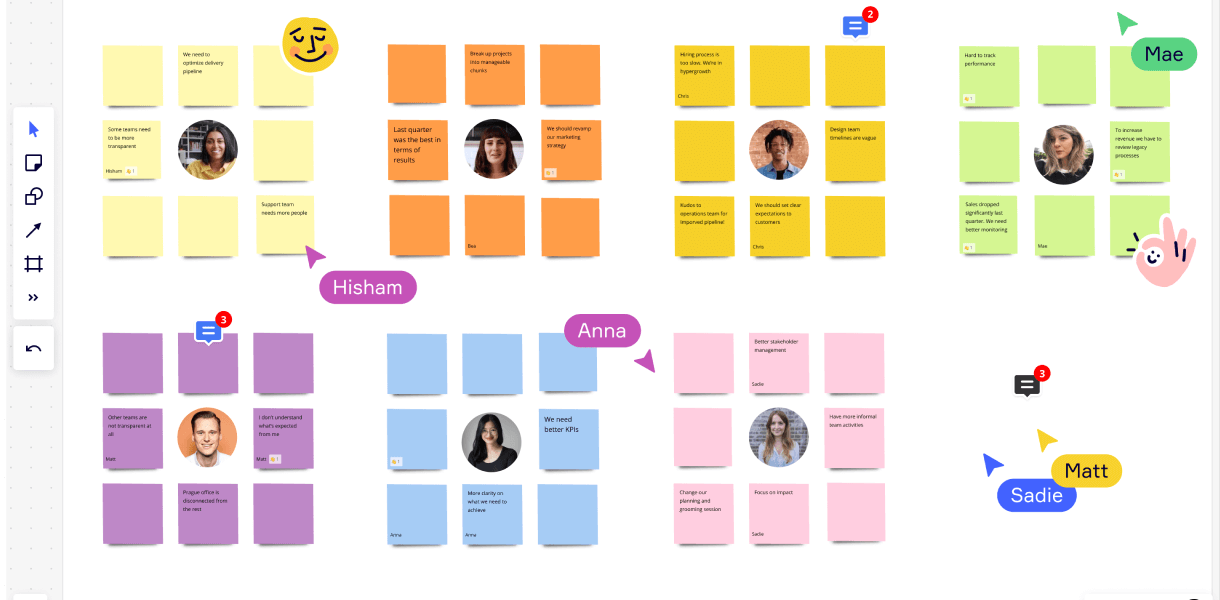 We need to
optimize delivery
pipeline
Some teams need
to be more
transparent
Hisham 1
Support team
needs more people
Hisham
Break up projects
into manageable
chunks
Last quarter
was the best in
terms of
results
We should revamp
our marketing
strategy
1
Bea
2
Hiring process is
too slow. We're in
hypergrowth
Chris
Design team
timelines are vague
Kudos to
operations team for
imporved pipeline!
We should set clear
expectations to
customers
Chris
Mae
Hard to track
performance
1
To increase
revenue we have to
review legacy
processes
1
Sales dropped
significantly last
quarter. We need
better monitoring
1
Mae
3
Other teams are
not transparent at
all
Matt
I don't understand
what's expected
from me
Matt 1
Prague office is
disconnected from
the rest
Anna
1
We need
better KPIs
Anna
More clarity on
what we need to
achieve
Anna
Better stakeholder
management
Sadie
Have more informal
team activities
Change our
planning and
grooming session
Focus on impact
Sadie
3
Matt
Sadie